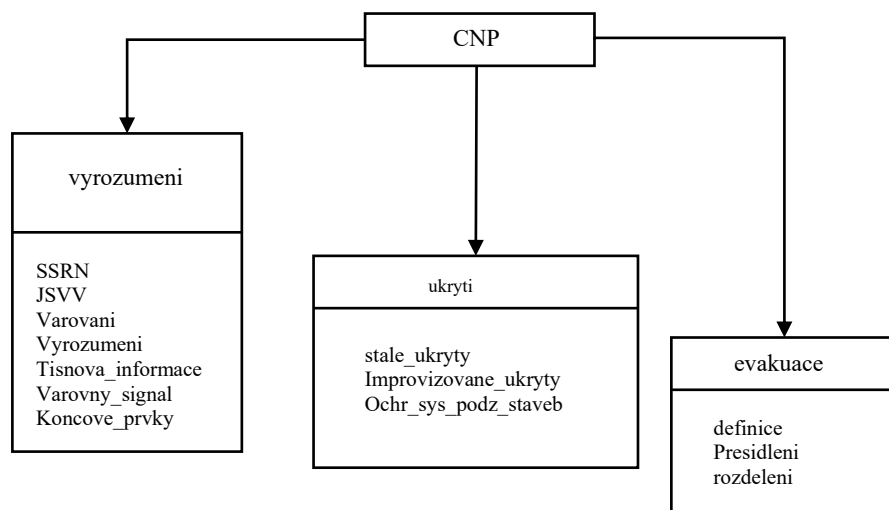 CNP
vyrozumeni
SSRN
JSVV
Varovani
Vyrozumeni
Tisnova_informace
Varovny_signal
Koncove_prvky
ukryti
stale_ukryty
Improvizovane_ukryty
Ochr_sys_podz_staveb
evakuace
definice
Presidleni
rozdeleni